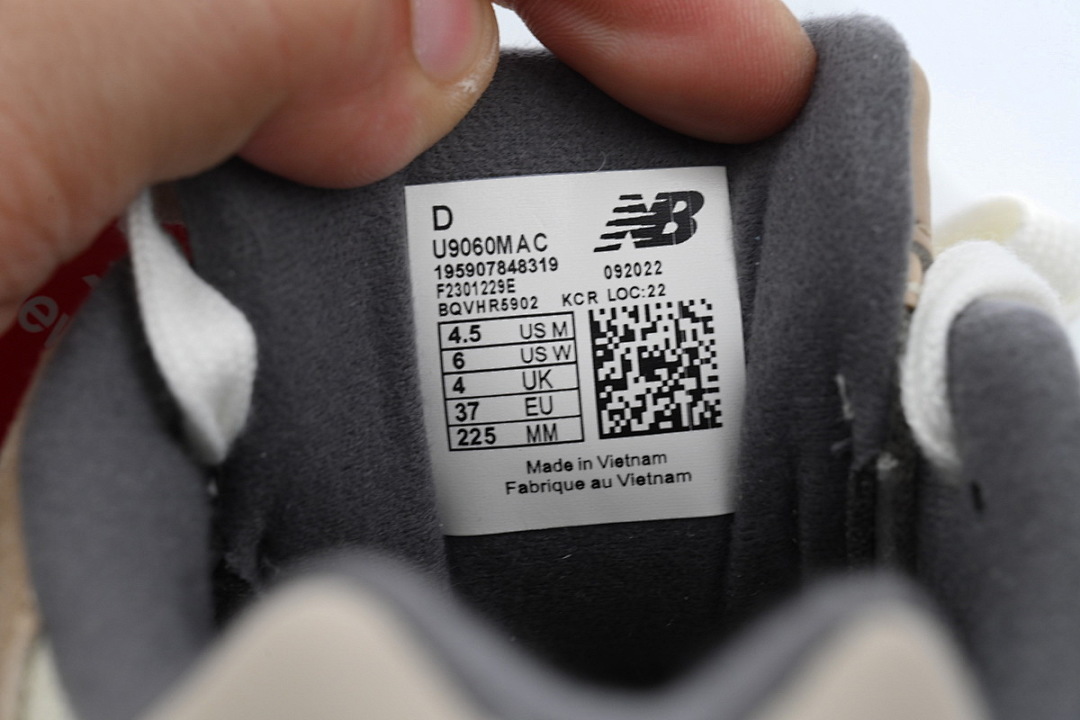 D
NB
U9060MAC
195907848319
092022
F2301229E
BQVHR5902 KCR LOC:22
4.5 US M
6 US W
4 UK
37 EU
225 MM
Made in Vietnam
Fabrique au Vietnam